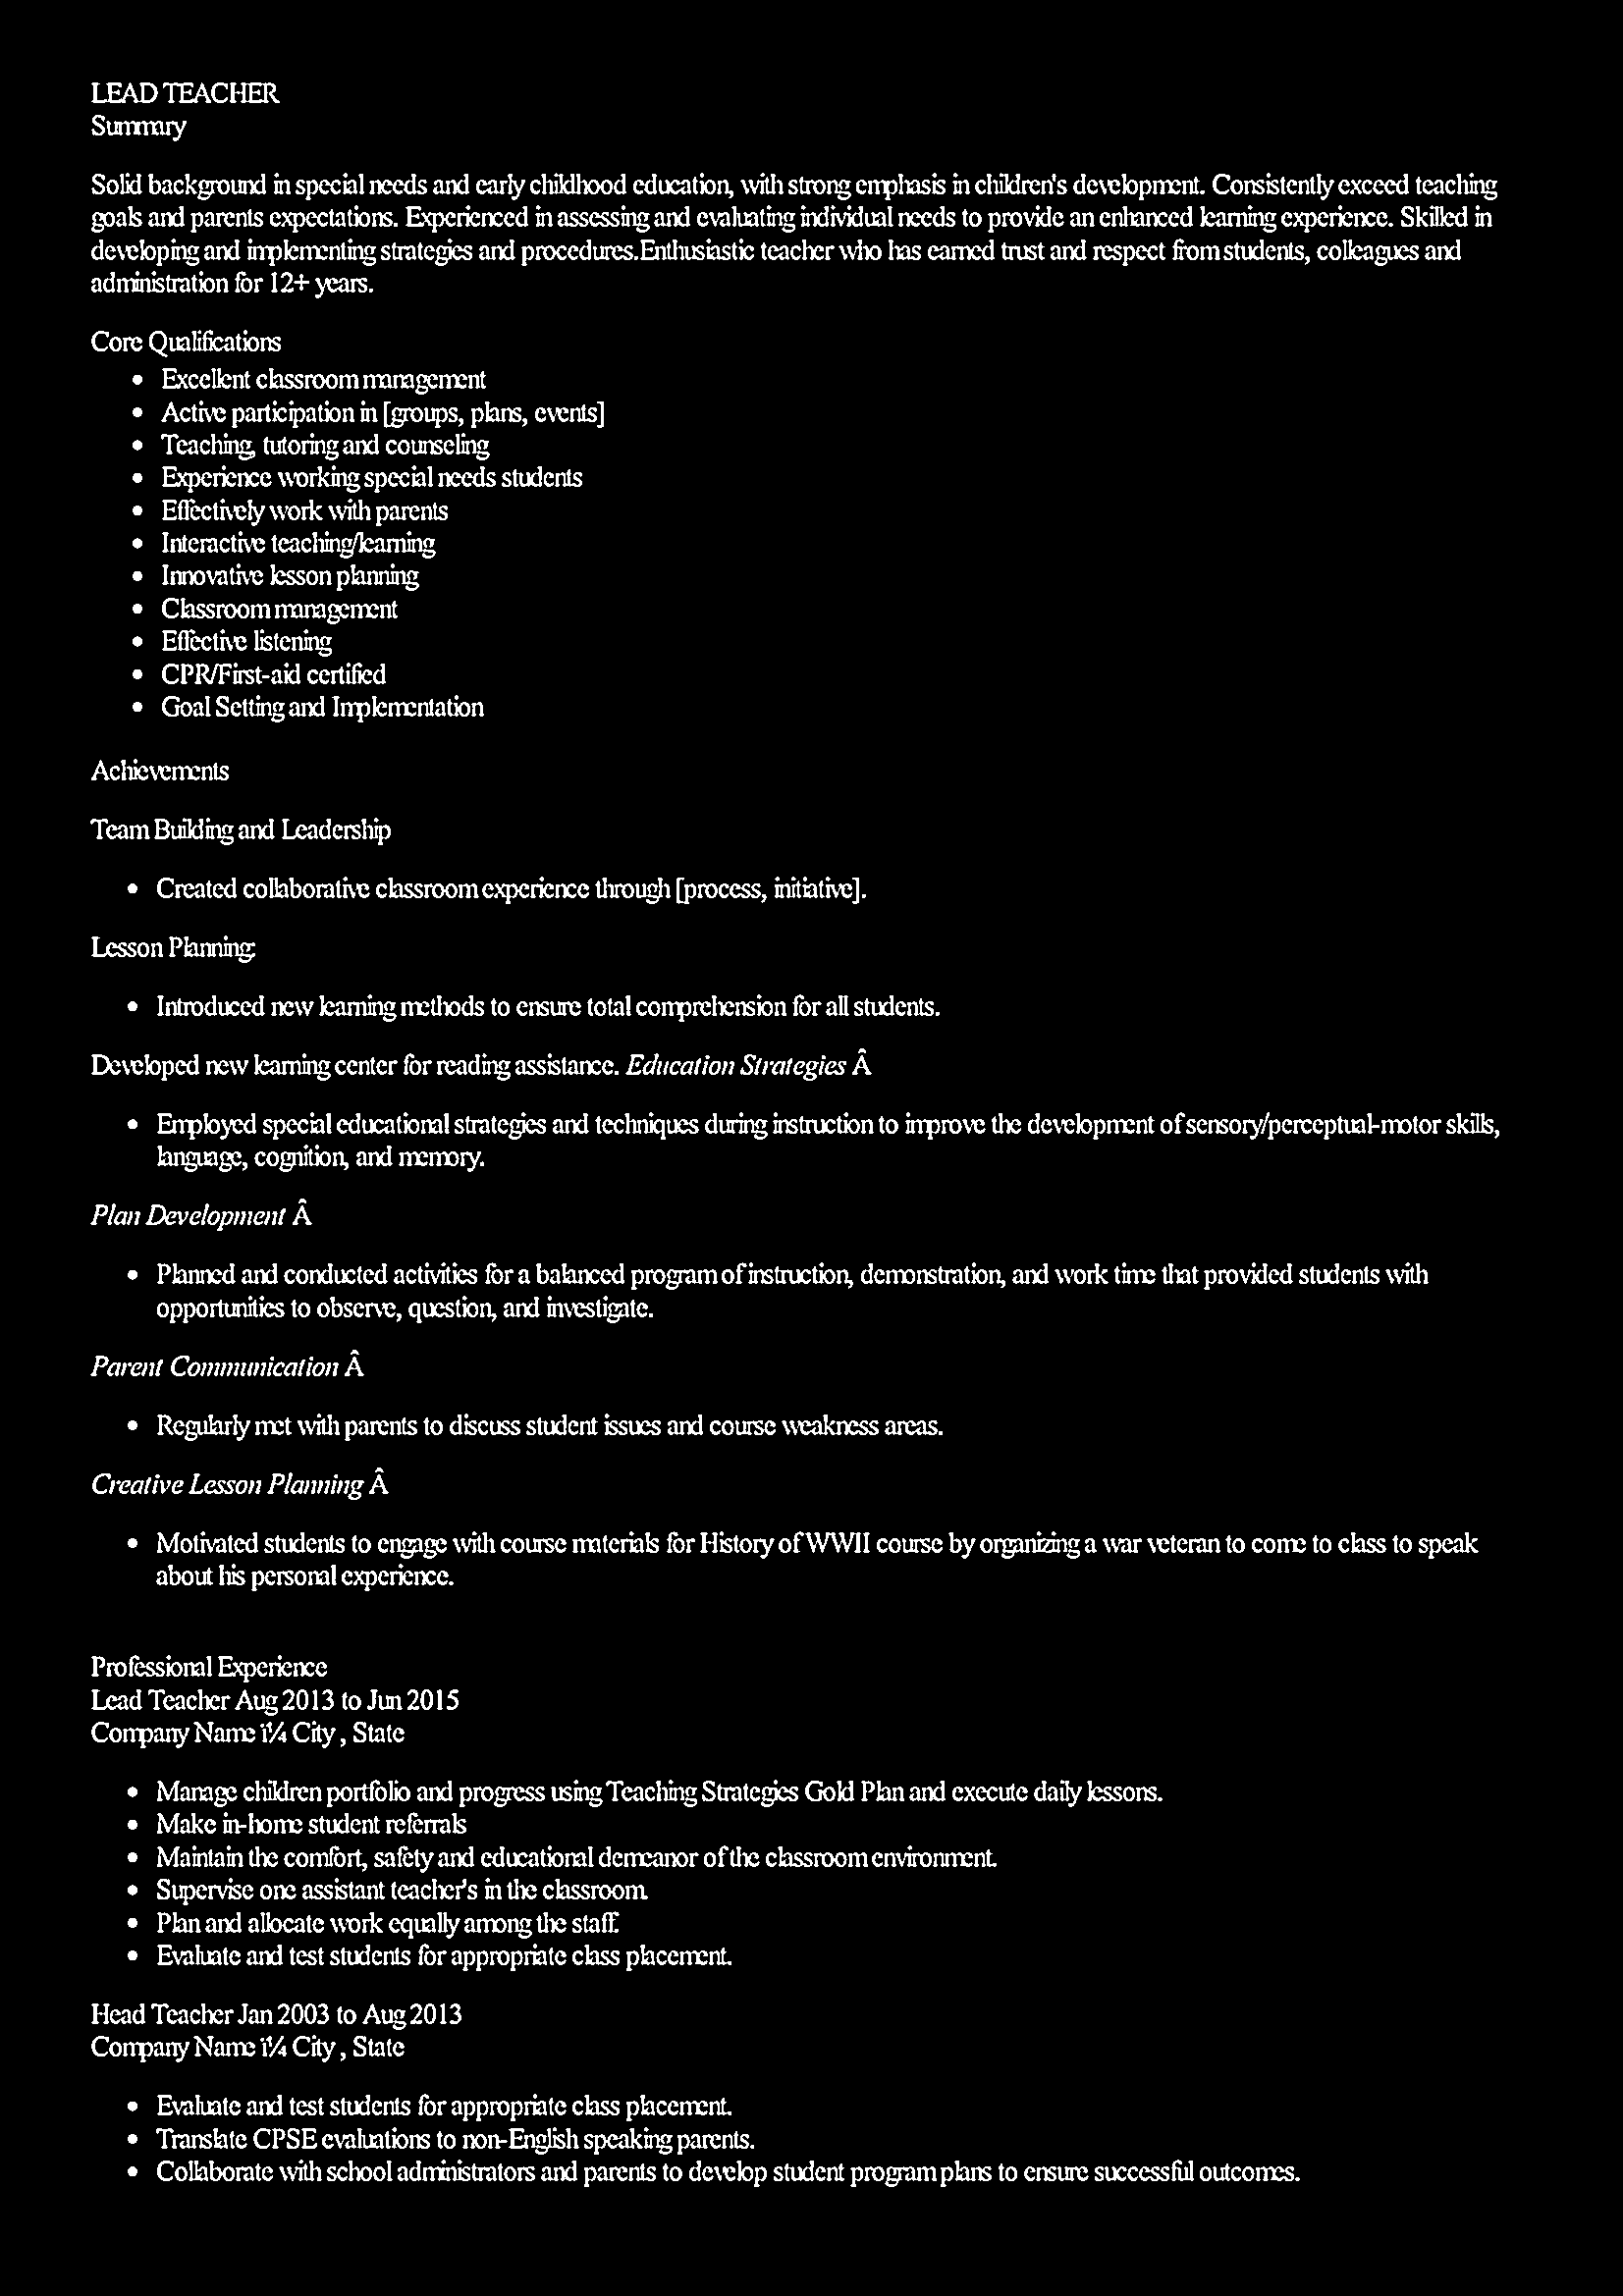 LEAD TEACHER
Summary
Solid background in special needs and early childhood education, with strong emphasis in children's development. Consistently exceed teaching
goals and parents expectations. Experienced in assessing and evaluating individual needs to provide an enhanced learning experience. Skilled in
developing and implementing strategies and procedures.Enthusiastic teacher who has earned trust and respect from students, colleagues and
administration for 12+ years.
Core Qualifications
• Excellent classroom management
• Active participation in [groups, plans, events]
• Teaching, tutoring and counseling
• Experience working special needs students
• Effectively work with parents
• Interactive teaching/learning
• Innovative lesson planning
• Classroom management
• Effective listening
• CPR/First-aid certified
• Goal Setting and Implementation
Achievements
Team Building and Leadership
• Created collaborative classroom experience through [process, initiative].
Lesson Planning:
• Introduced new learning methods to ensure total comprehension for all students.
Developed new learning center for reading assistance. Education Strategies Â
• Employed special educational strategies and techniques during instruction to improve the development of sensory/perceptual-motor skills,
language, cognition, and memory.
Plan Development Â
• Planned and conducted activities for a balanced program of instruction, demonstration, and work time that provided students with
opportunities to observe, question, and investigate.
Parent Communication Â
• Regularly met with parents to discuss student issues and course weakness areas.
Creative Lesson Planning Â
• Motivated students to engage with course materials for History of WWII course by organizing a war veteran to come to class to speak
about his personal experience.
Professional Experience
Lead Teacher Aug 2013 to Jun 2015
Company Name ï¼ City , State
• Manage children portfolio and progress using Teaching Strategies Gold Plan and execute daily lessons.
• Make in-home student referrals
• Maintain the comfort, safety and educational demeanor of the classroom environment.
• Supervise one assistant teacher's in the classroom.
• Plan and allocate work equally among the staff.
• Evaluate and test students for appropriate class placement.
Head Teacher Jan 2003 to Aug 2013
Company Name ï¼ City , State
• Evaluate and test students for appropriate class placement.
• Translate CPSE evaluations to non-English speaking parents.
• Collaborate with school administrators and parents to develop student program plans to ensure successful outcomes.